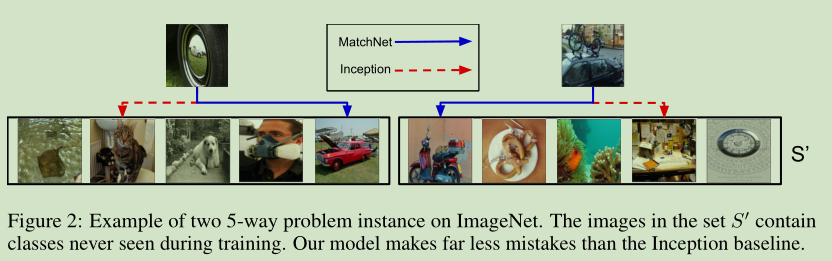 MatchNet
Inception
S'
Figure 2: Example of two 5-way problem instance on ImageNet. The images in the set S′ contain
classes never seen during training. Our model makes far less mistakes than the Inception baseline.